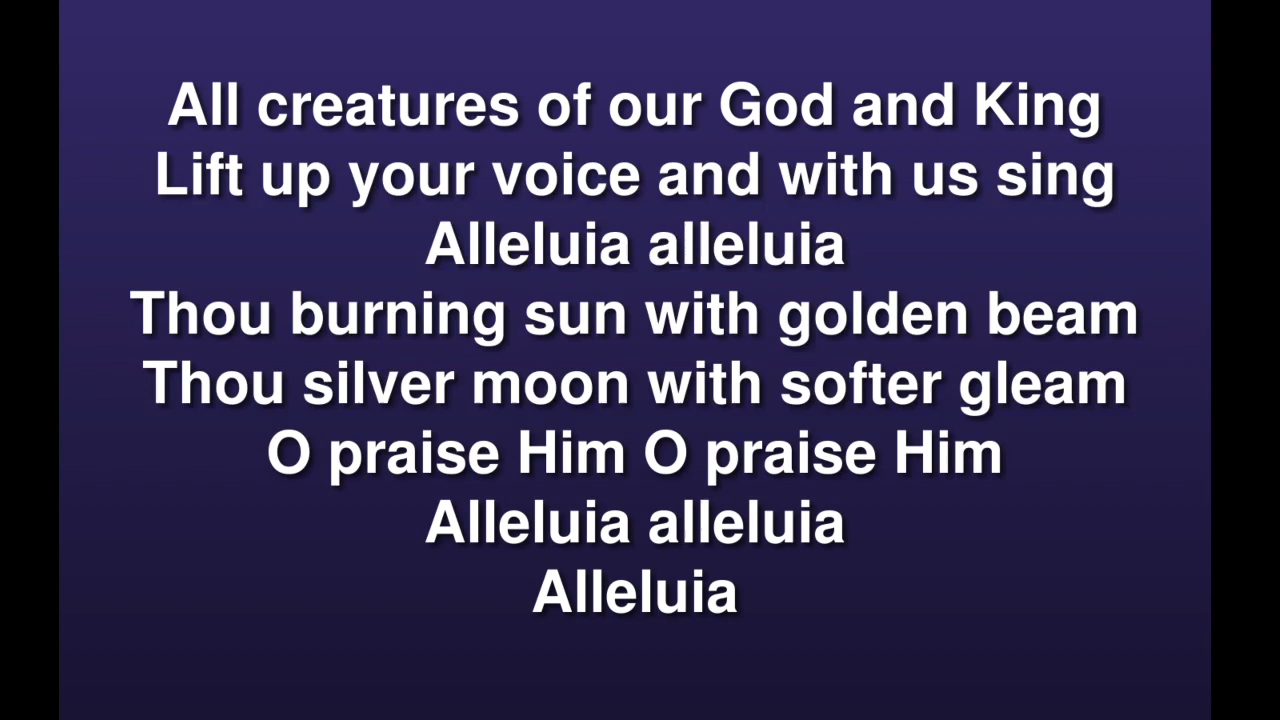 All creatures of our God and King
Lift up your voice and with us sing
Alleluia alleluia
Thou burning sun with golden beam
Thou silver moon with softer gleam
O praise Him O praise Him
Alleluia alleluia
Alleluia